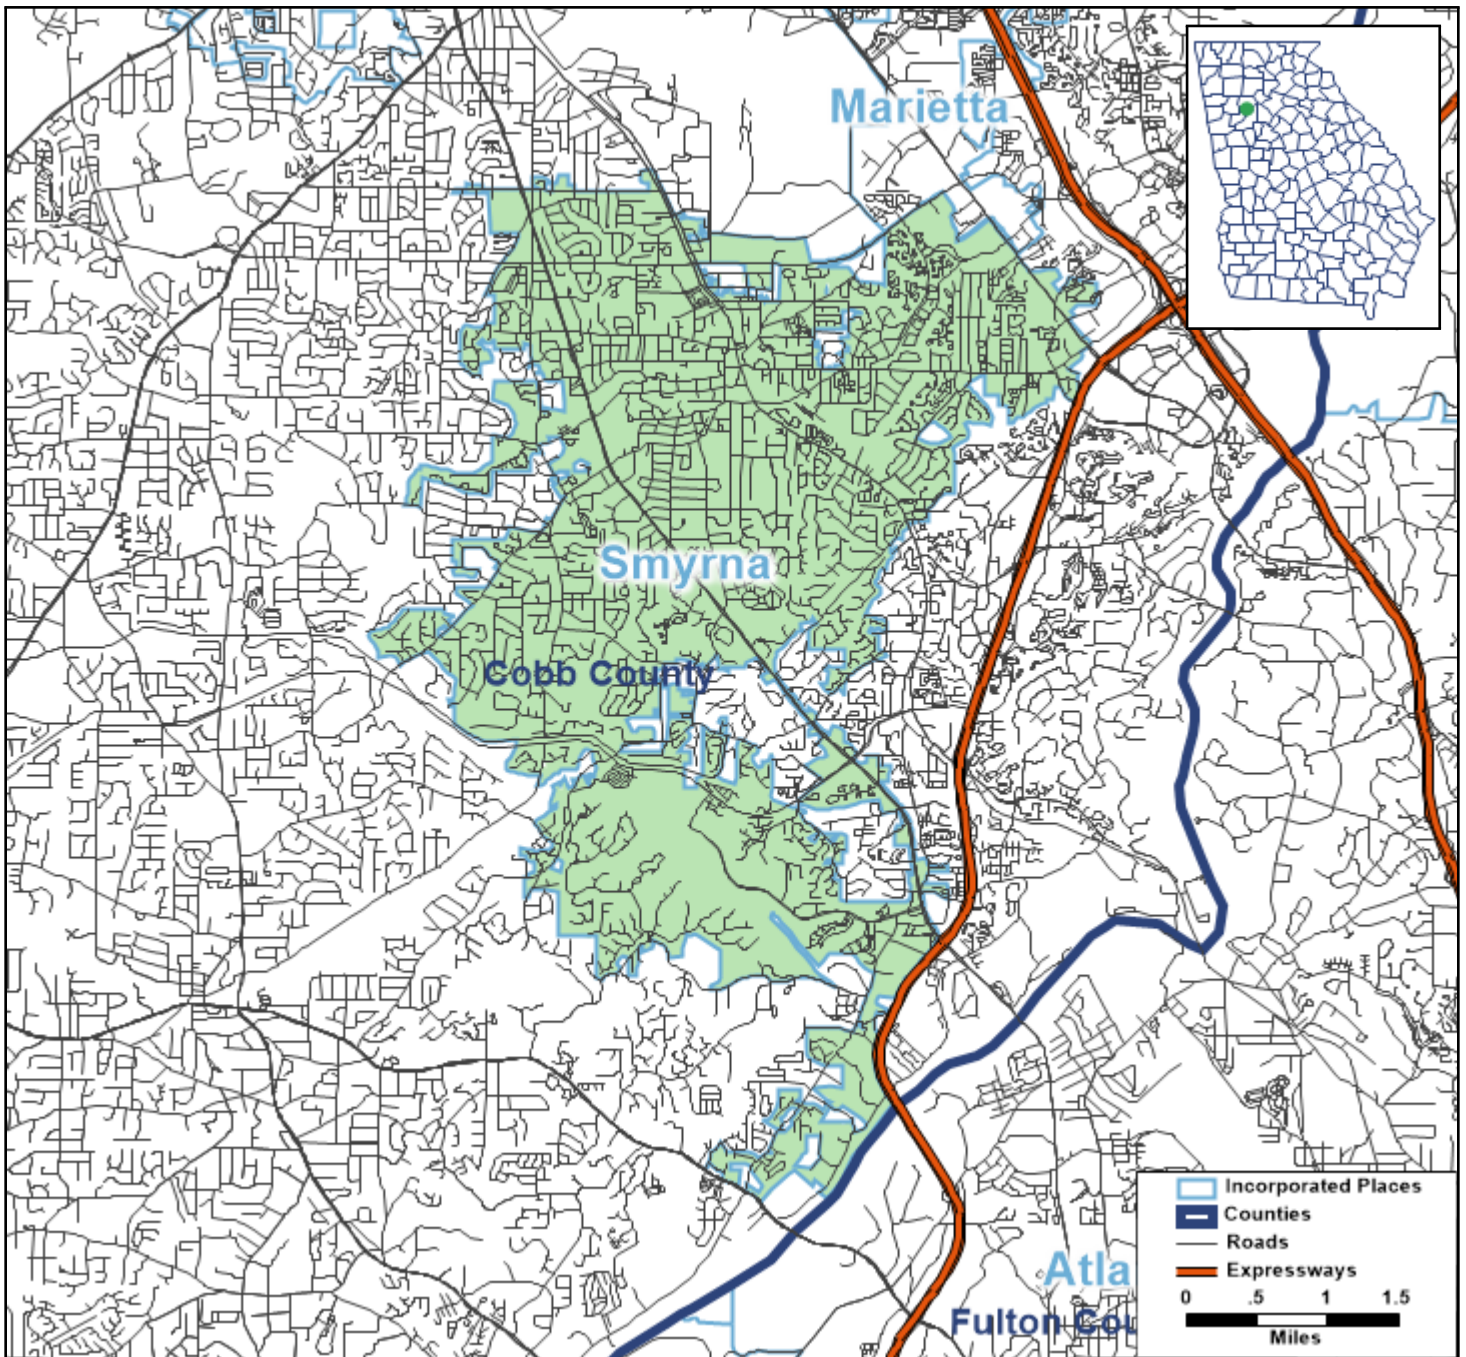 Marietta
Smyrna
Cobb County
Incorporated Places
Counties
Roads
Expressways
0 .5 1 1.5
Miles
Atla
Fulton Cou